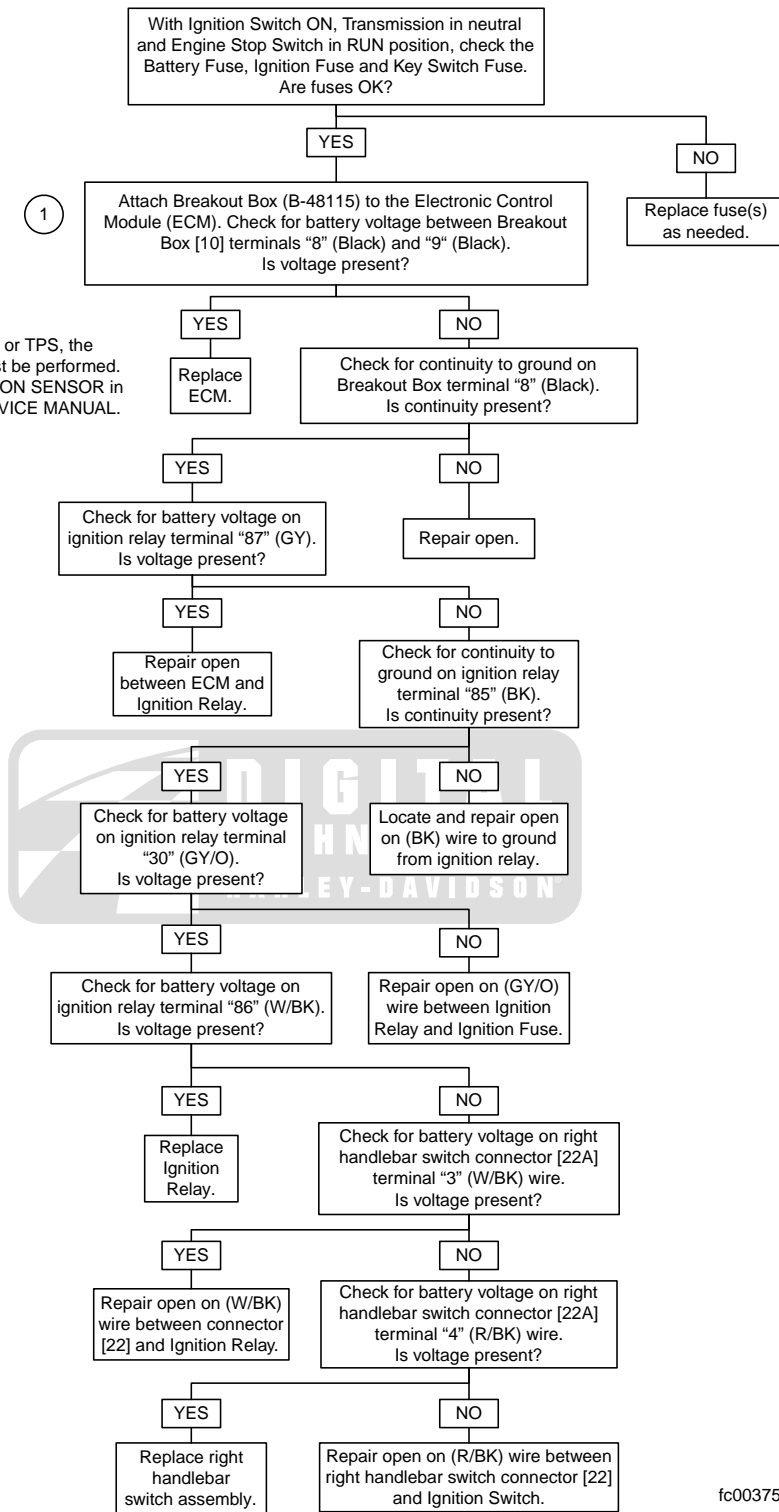 With Ignition Switch ON, Transmission in neutral
and Engine Stop Switch in RUN position, check the
Battery Fuse, Ignition Fuse and Key Switch Fuse.
Are fuses OK?
YES
NO
1
Attach Breakout Box (B-48115) to the Electronic Control
Module (ECM). Check for battery voltage between Breakout
Box [10] terminals “8” (Black) and “9“ (Black).
Is voltage present?
Replace fuse(s)
as needed.
or TPS, the
st be performed.
ON SENSOR in
VICE MANUAL.
YES
NO
Replace
ECM.
Check for continuity to ground on
Breakout Box terminal “8” (Black).
Is continuity present?
YES
NO
Check for battery voltage on
ignition relay terminal “87” (GY).
Is voltage present?
Repair open.
YES
NO
Repair open
between ECM and
Ignition Relay.
Check for continuity to
ground on ignition relay
terminal “85” (BK).
Is continuity present?
DIGITAL
YES
NO
Check for battery voltage
on ignition relay terminal
“30” (GY/O).
Is voltage present?
Locate and repair open
on (BK) wire to ground
from ignition relay.
HARLEY-DAVIDSON®
YES
NO
Check for battery voltage on
ignition relay terminal “86” (W/BK).
Is voltage present?
Repair open on (GY/O)
wire between Ignition
Relay and Ignition Fuse.
YES
NO
Replace
Ignition
Relay.
Check for battery voltage on right
handlebar switch connector [22A]
terminal “3” (W/BK) wire.
Is voltage present?
YES
NO
Repair open on (W/BK)
wire between connector
[22] and Ignition Relay.
Check for battery voltage on right
handlebar switch connector [22A]
terminal “4” (R/BK) wire.
Is voltage present?
YES
NO
Replace right
handlebar
switch assembly.
Repair open on (R/BK) wire between
right handlebar switch connector [22]
and Ignition Switch.
fc00375